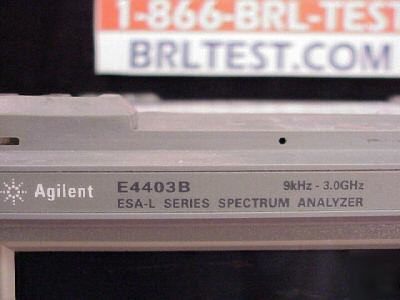 1-866-BRL-TEST
BRLTEST.COM
Agilent E4403B 9kHz - 3.0GHz
ESA-L SERIES SPECTRUM ANALYZER